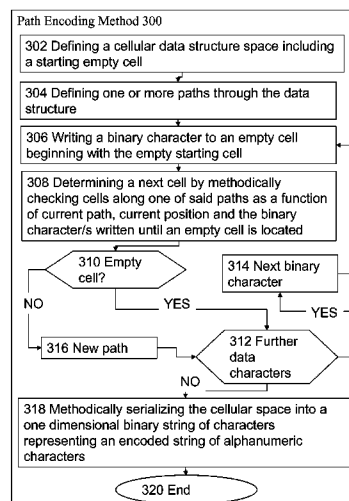 Path Encoding Method 300
302 Defining a cellular data structure space including
a starting empty cell
304 Defining one or more paths through the data
structure
306 Writing a binary character to an empty cell
beginning with the empty starting cell
308 Determining a next cell by methodically
checking cells along one of said paths as a function
of current path, current position and the binary
character/s written until an empty cell is located
310 Empty
cell?
314 Next binary
character
NO
YES
YES
312 Further
data
characters
316 New path
NO
318 Methodically serializing the cellular space into a
one dimensional binary string of characters
representing an encoded string of alphanumeric
characters
320 End